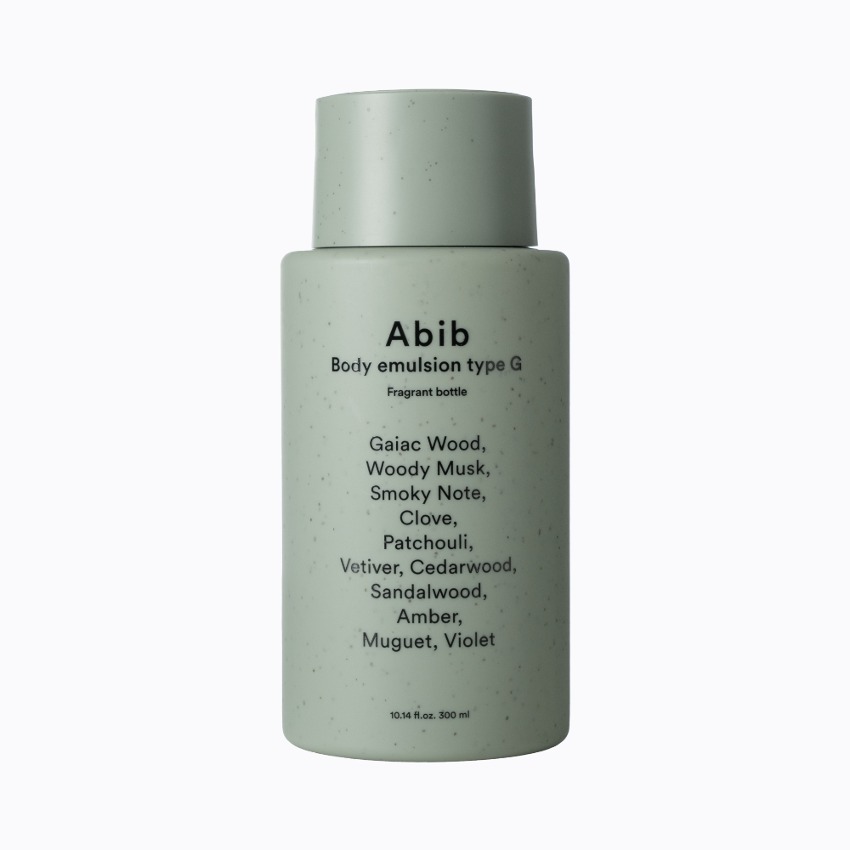 Abib
Body emulsion type G
Fragrant bottle
Gaiac Wood,
Woody Musk,
Smoky Note,
Clove,
Patchouli,
Vetiver, Cedarwood,
Sandalwood,
Amber,
Muguet, Violet
10.14 fl.oz. 300 ml